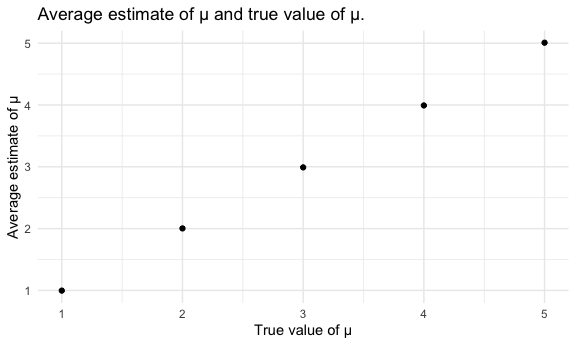 Average estimate of μ and true value of μ.
Average estimate of μ
5
4
3
2
1
1 2 3 4 5
True value of μ